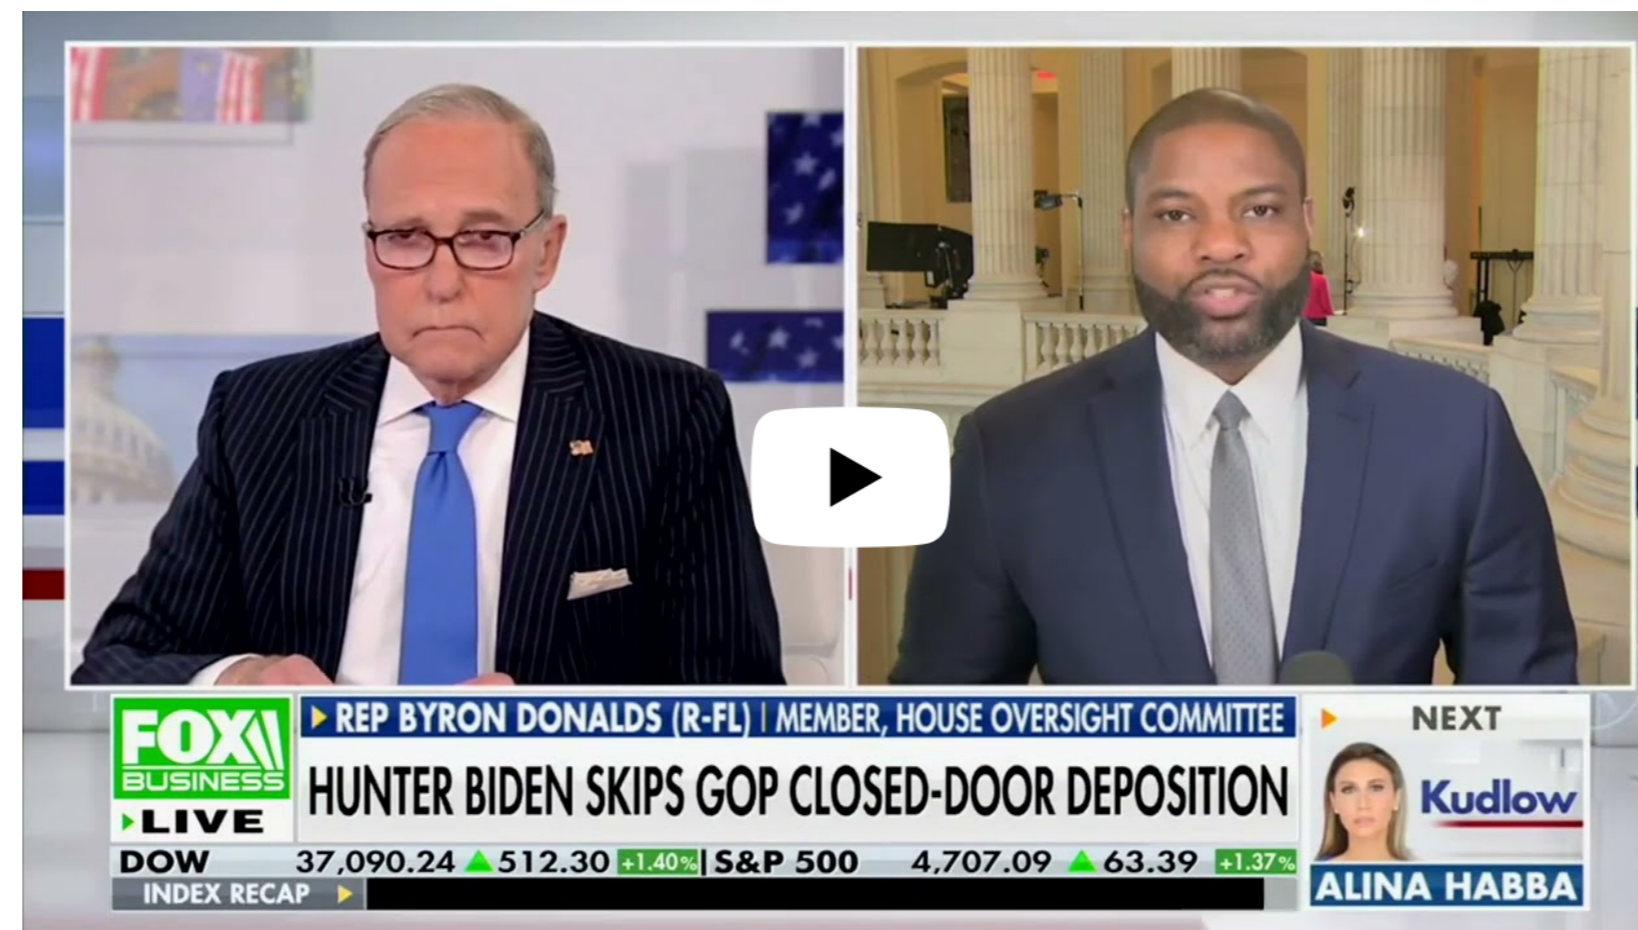 REP BYRON DONALDS (R-FL) | MEMBER, HOUSE OVERSIGHT COMMITTEE
HUNTER BIDEN SKIPS GOP CLOSED-DOOR DEPOSITION
FOX
BUSINESS
LIVE
NEXT
Kudlow
ALINA HABBA
DOW 37,090.24 512.30 +1.40% | S&P 500 4,707.09 63.39 +1.37%
INDEX RECAP